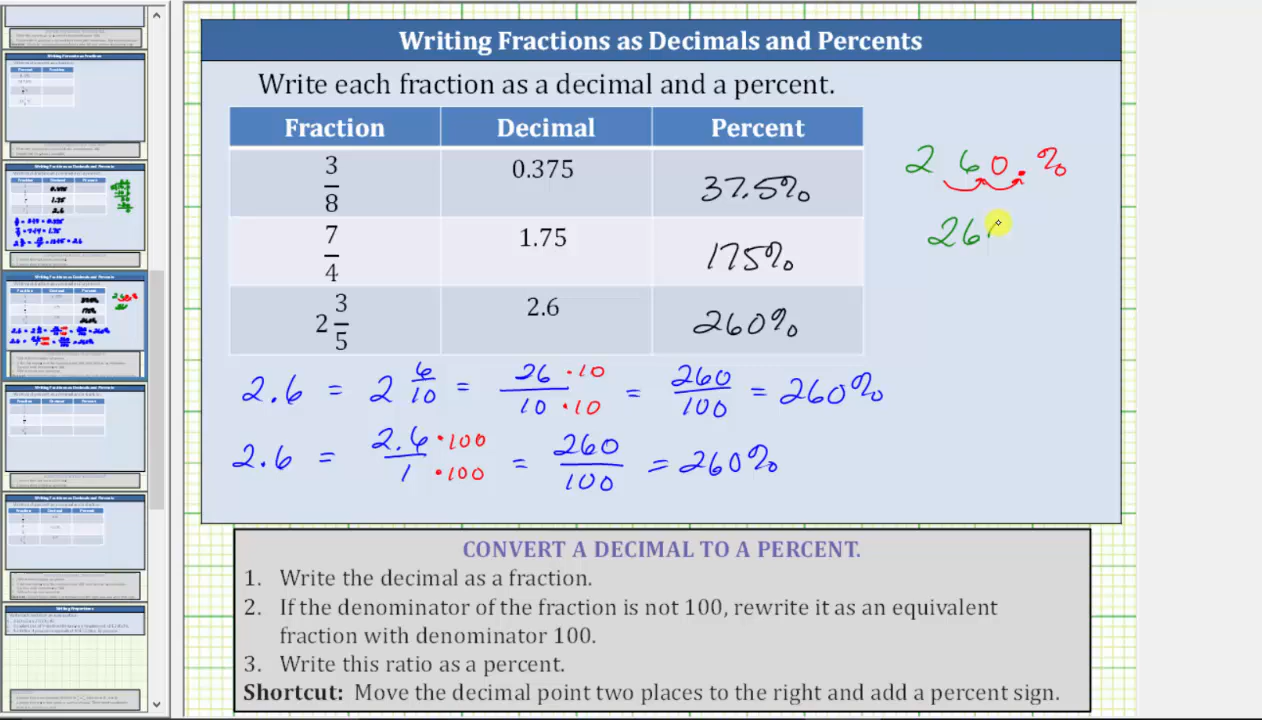 Writing Fractions as Decimals and Percents
Write each fraction as a decimal and a percent.
Fraction Decimal Percent
3/8 0.375 37.5%
7/4 1.75 175%
2 3/5 2.6 260%
2 6 0 . %
26
2.6 = 2 6/10 = 26 · 10 / 10 · 10 = 260/100 = 260%
2.6 = 2.6 · 100 / 1 · 100 = 260/100 = 260%
CONVERT A DECIMAL TO A PERCENT.
1. Write the decimal as a fraction.
2. If the denominator of the fraction is not 100, rewrite it as an equivalent
fraction with denominator 100.
3. Write this ratio as a percent.
Shortcut: Move the decimal point two places to the right and add a percent sign.